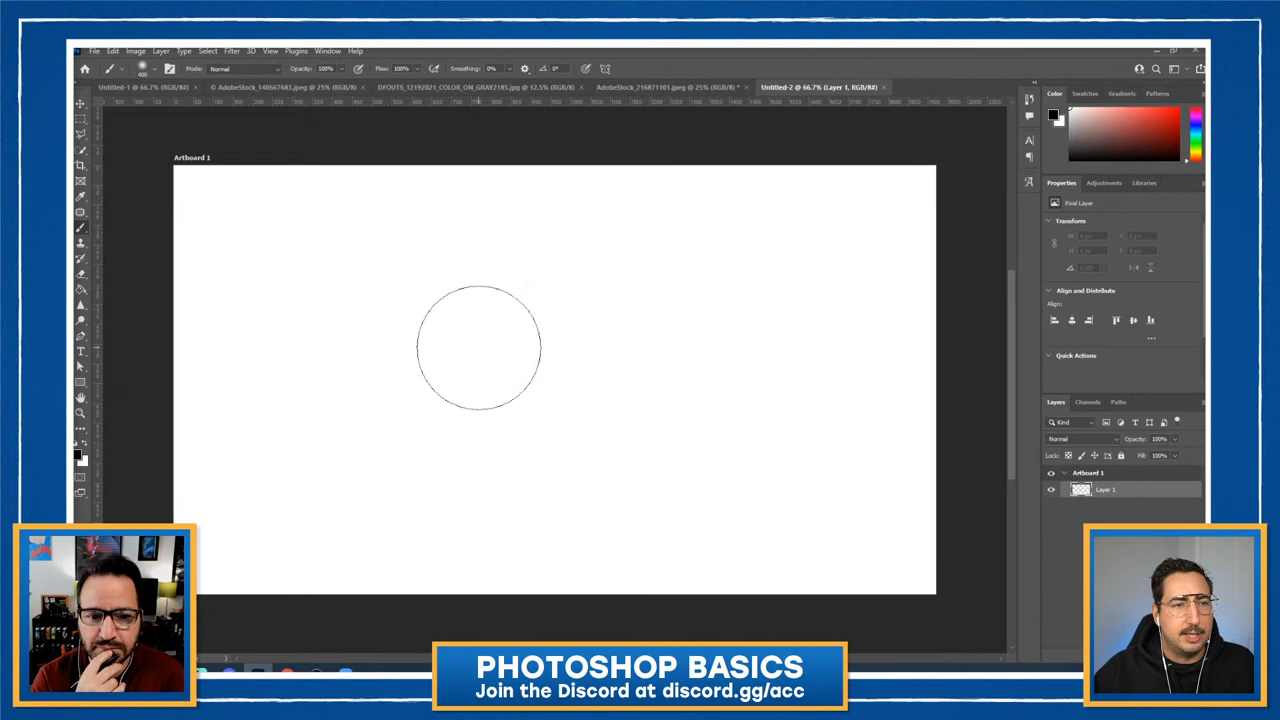 File Edit Image Layer Type Select Filter 3D View Plugins Window Help
400 Mode: Normal Opacity: 100% Flow: 100% Smoothing: 0% 0°
Untitled-1 @ 66.7% (RGB/8#) × © AdobeStock_140667683.jpeg @ 25% (RGB/8#) × DFOUTS_12192021_COLOR_ON_GRAY2185.jpg @ 12.5% (RGB/8#) × AdobeStock_216871101.jpeg @ 25% (RGB/8#) * × Untitled-2 @ 66.7% (Layer 1, RGB/8#) ×
Artboard 1
Color Swatches Gradients Patterns
Properties Adjustments Libraries
Pixel Layer
Transform
Align and Distribute
Align:
Quick Actions
Layers Channels Paths
Kind
Normal Opacity: 100%
Lock: Fill: 100%
Artboard 1
Layer 1
PHOTOSHOP BASICS
Join the Discord at discord.gg/acc